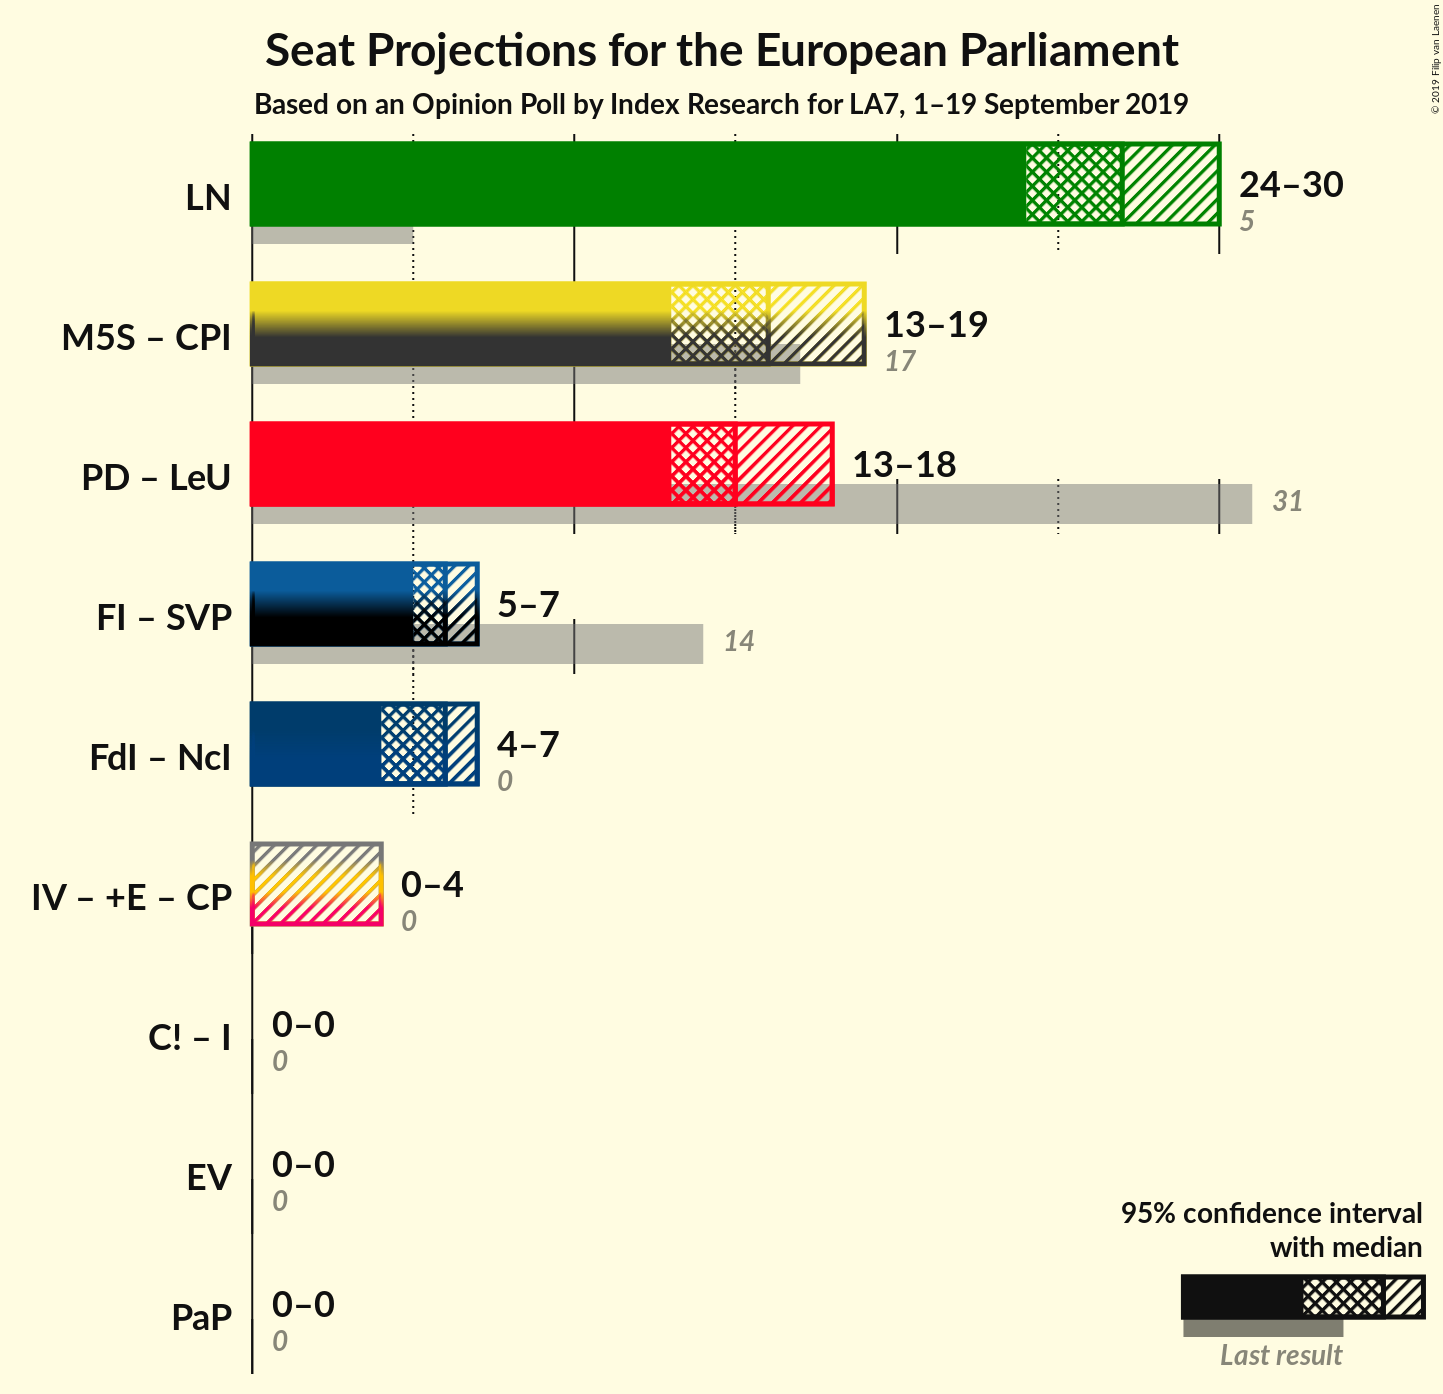 Seat Projections for the European Parliament
Based on an Opinion Poll by Index Research for LA7, 1–19 September 2019
© 2019 Filip van Laenen
LN
24–30
5
M5S – CPI
13–19
17
PD – LeU
13–18
31
FI – SVP
5–7
14
FdI – NcI
4–7
0
IV – +E – CP
0–4
0
C! – I
0–0
0
EV
0–0
0
PaP
0–0
0
95% confidence interval
with median
Last result